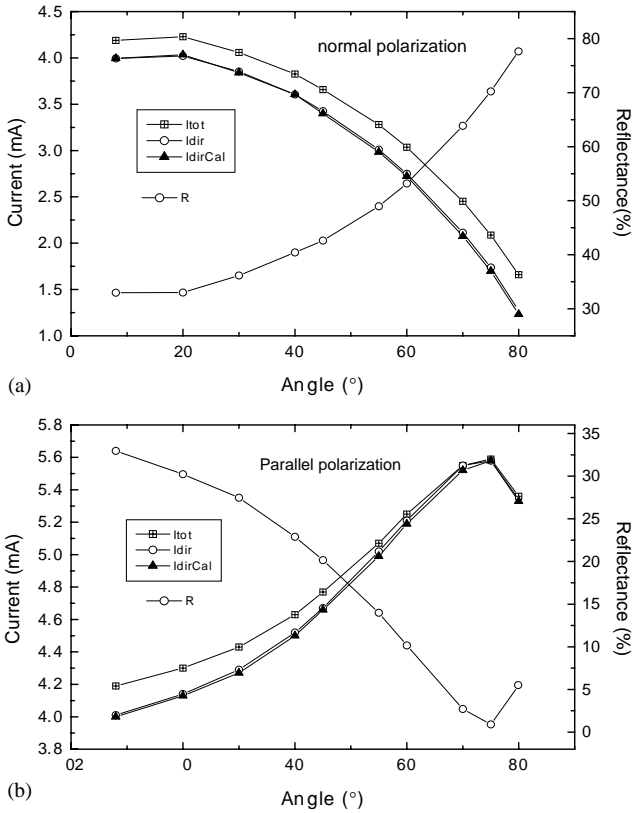 normal polarization
4.5
4.0
3.5
3.0
2.5
2.0
1.5
1.0
Current (mA)
Itot
Idir
IdirCal
R
80
70
60
50
40
30
Reflectance(%)
0 20 40 60 80
Angle (°)
(a)
Parallel polarization
5.8
5.6
5.4
5.2
5.0
4.8
4.6
4.4
4.2
4.0
3.8
Current (mA)
Itot
Idir
IdirCal
R
35
30
25
20
15
10
5
0
Reflectance (%)
02 0 40 60 80
Angle (°)
(b)